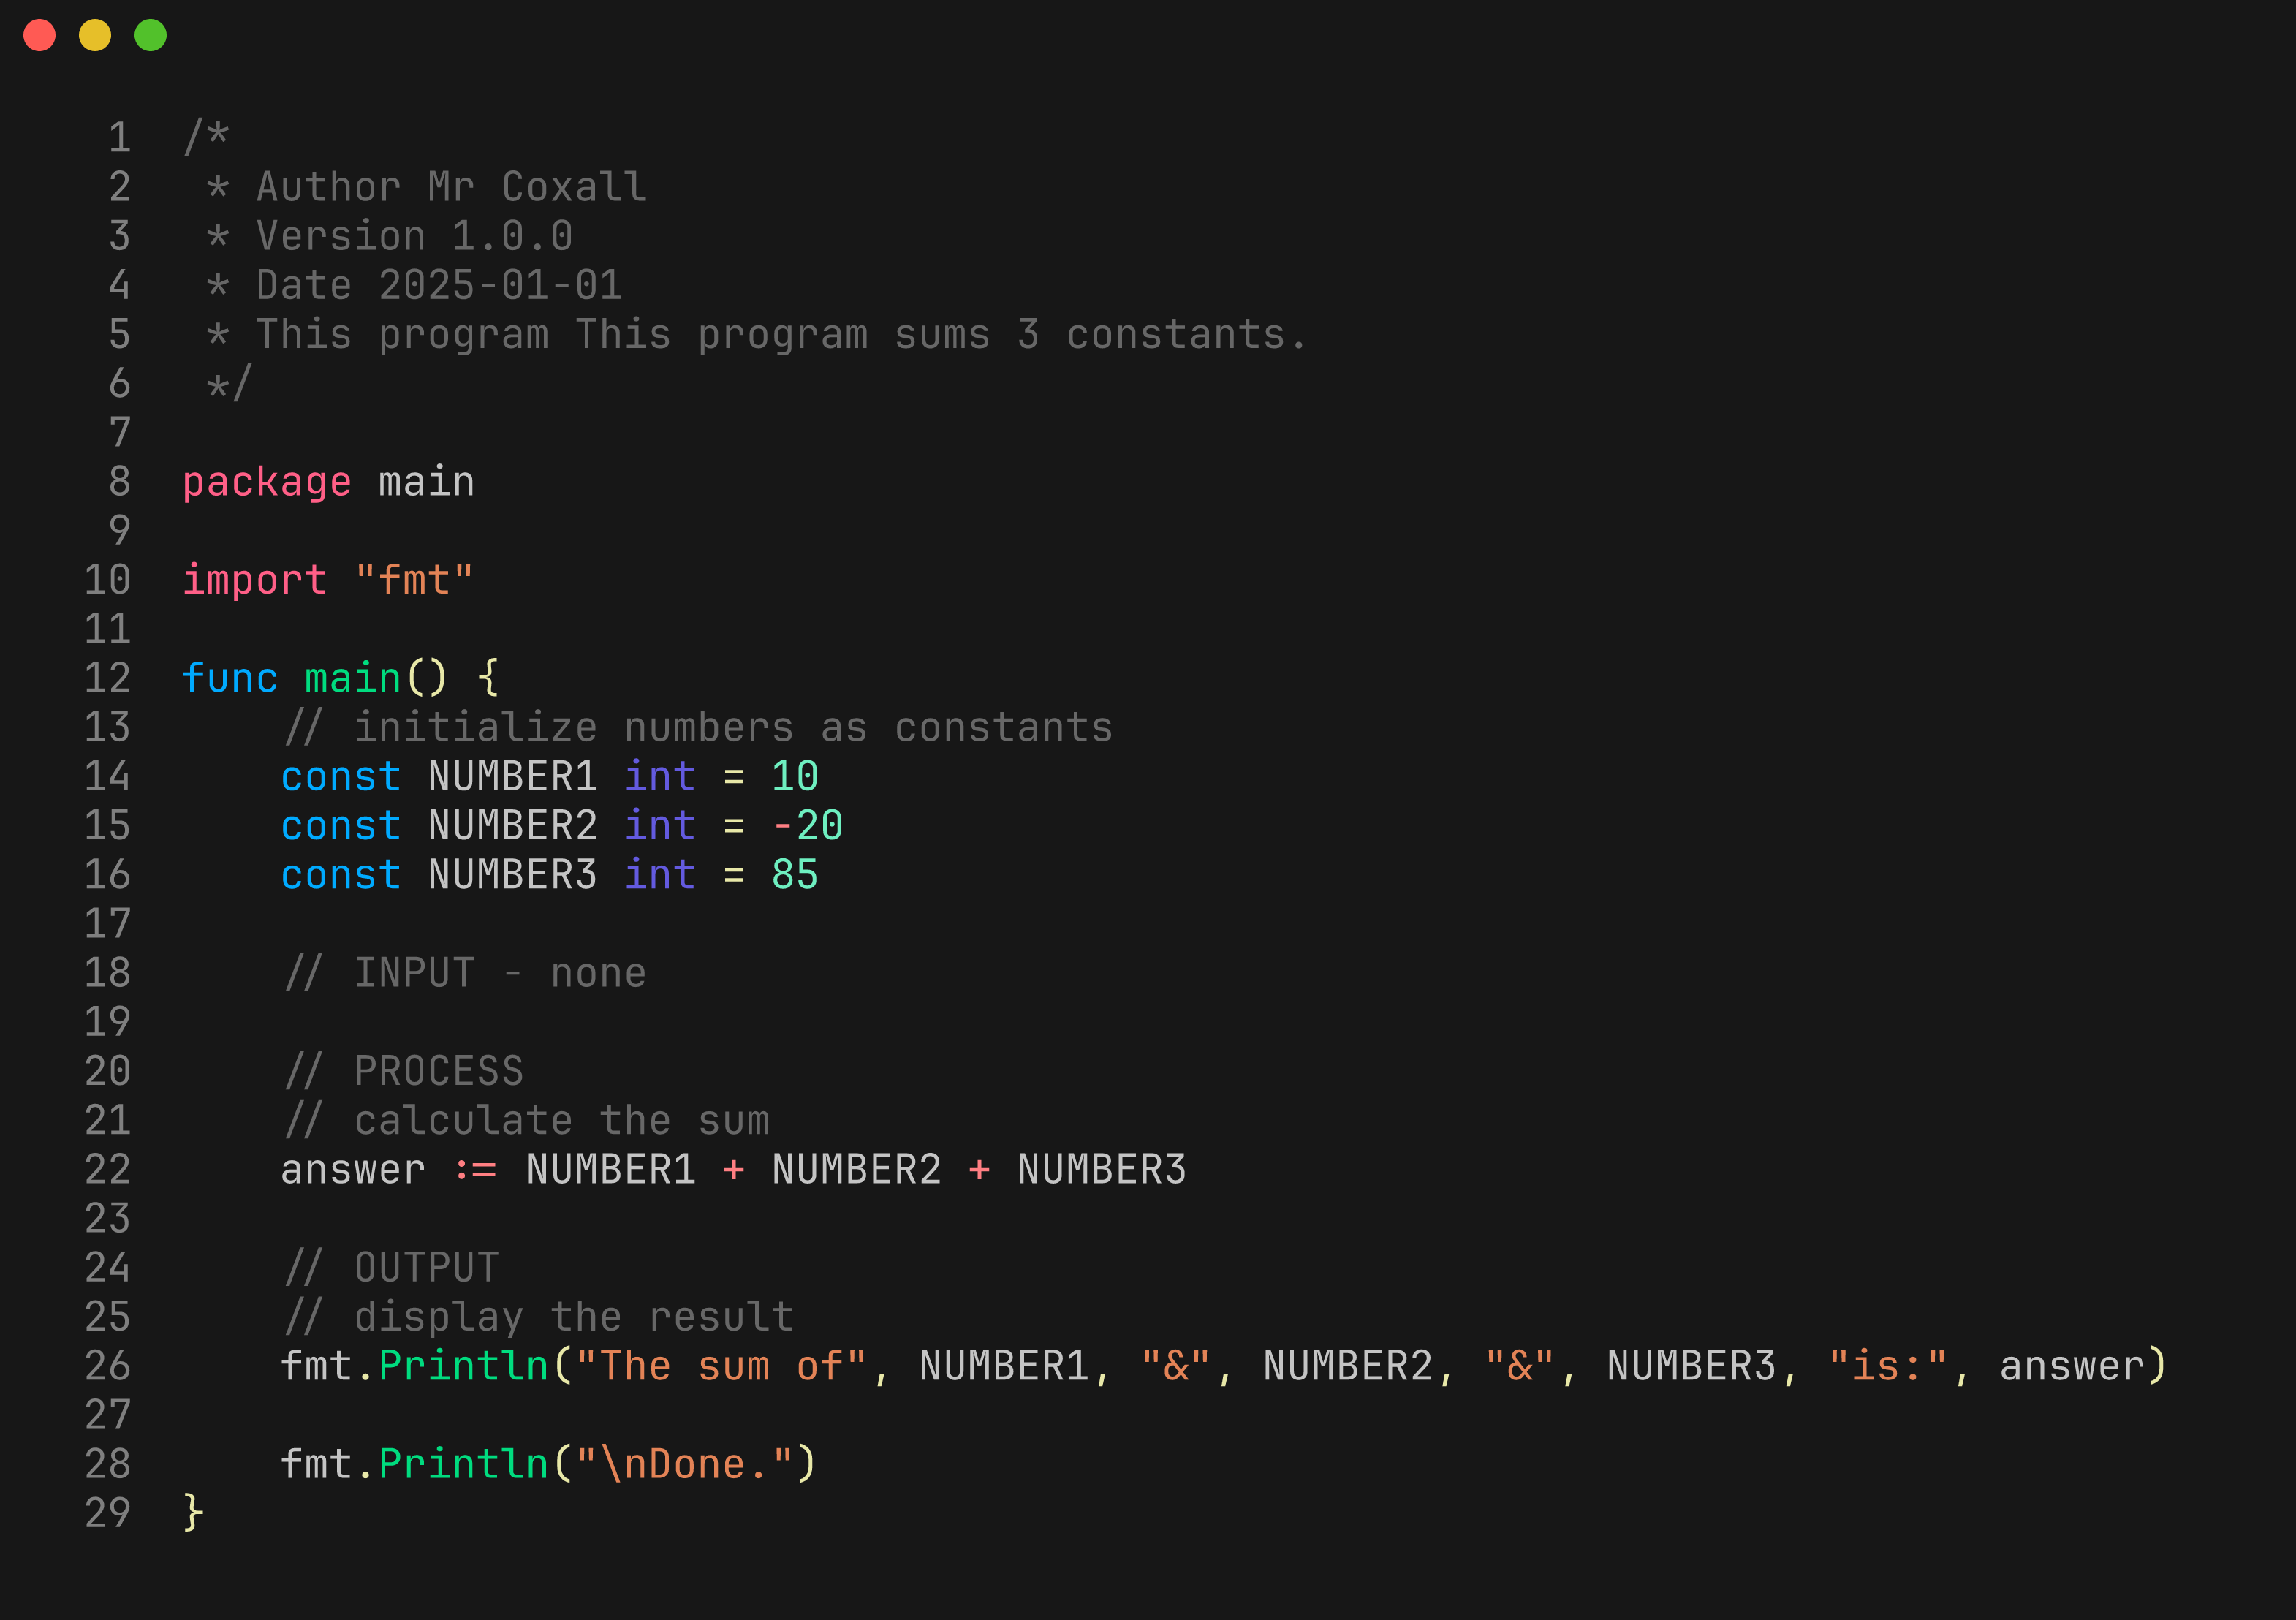 1 /*
2  * Author Mr Coxall
3  * Version 1.0.0
4  * Date 2025-01-01
5  * This program This program sums 3 constants.
6  */
7
8 package main
9
10 import "fmt"
11
12 func main() {
13     // initialize numbers as constants
14     const NUMBER1 int = 10
15     const NUMBER2 int = -20
16     const NUMBER3 int = 85
17
18     // INPUT - none
19
20     // PROCESS
21     // calculate the sum
22     answer := NUMBER1 + NUMBER2 + NUMBER3
23
24     // OUTPUT
25     // display the result
26     fmt.Println("The sum of", NUMBER1, "&", NUMBER2, "&", NUMBER3, "is:", answer)
27
28     fmt.Println("\nDone.")
29 }